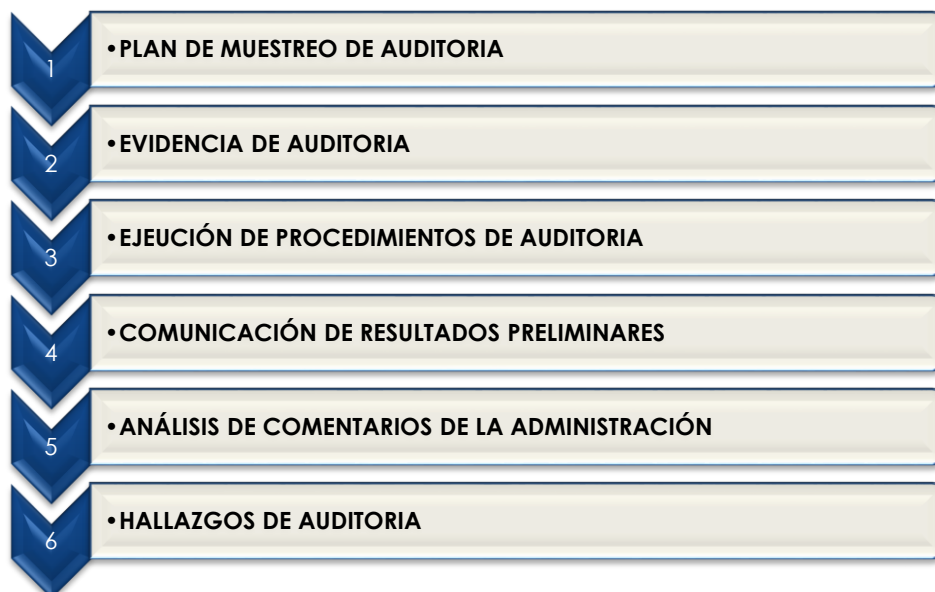 1
•PLAN DE MUESTREO DE AUDITORIA
2
•EVIDENCIA DE AUDITORIA
3
•EJEUCIÓN DE PROCEDIMIENTOS DE AUDITORIA
4
•COMUNICACIÓN DE RESULTADOS PRELIMINARES
5
•ANÁLISIS DE COMENTARIOS DE LA ADMINISTRACIÓN
6
•HALLAZGOS DE AUDITORIA